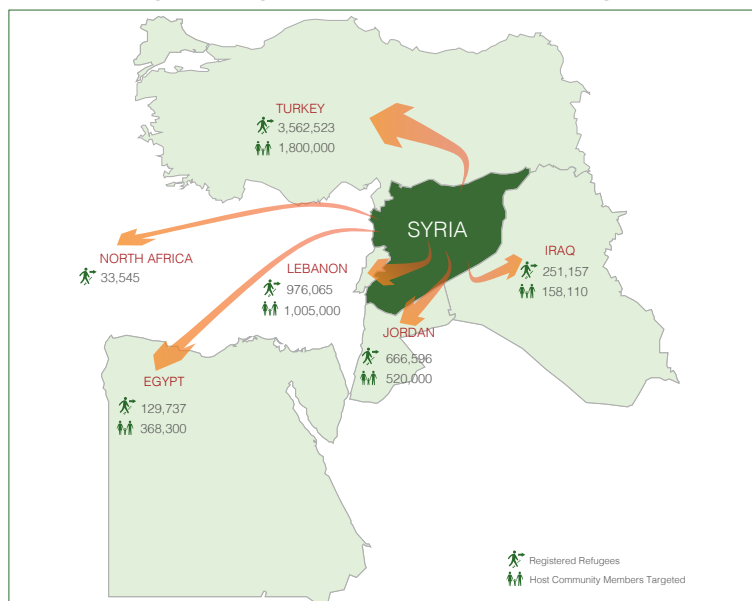 TURKEY
3,562,523
1,800,000
SYRIA
NORTH AFRICA
33,545
LEBANON
976,065
1,005,000
IRAQ
251,157
158,110
JORDAN
666,596
520,000
EGYPT
129,737
368,300
Registered Refugees
Host Community Members Targeted